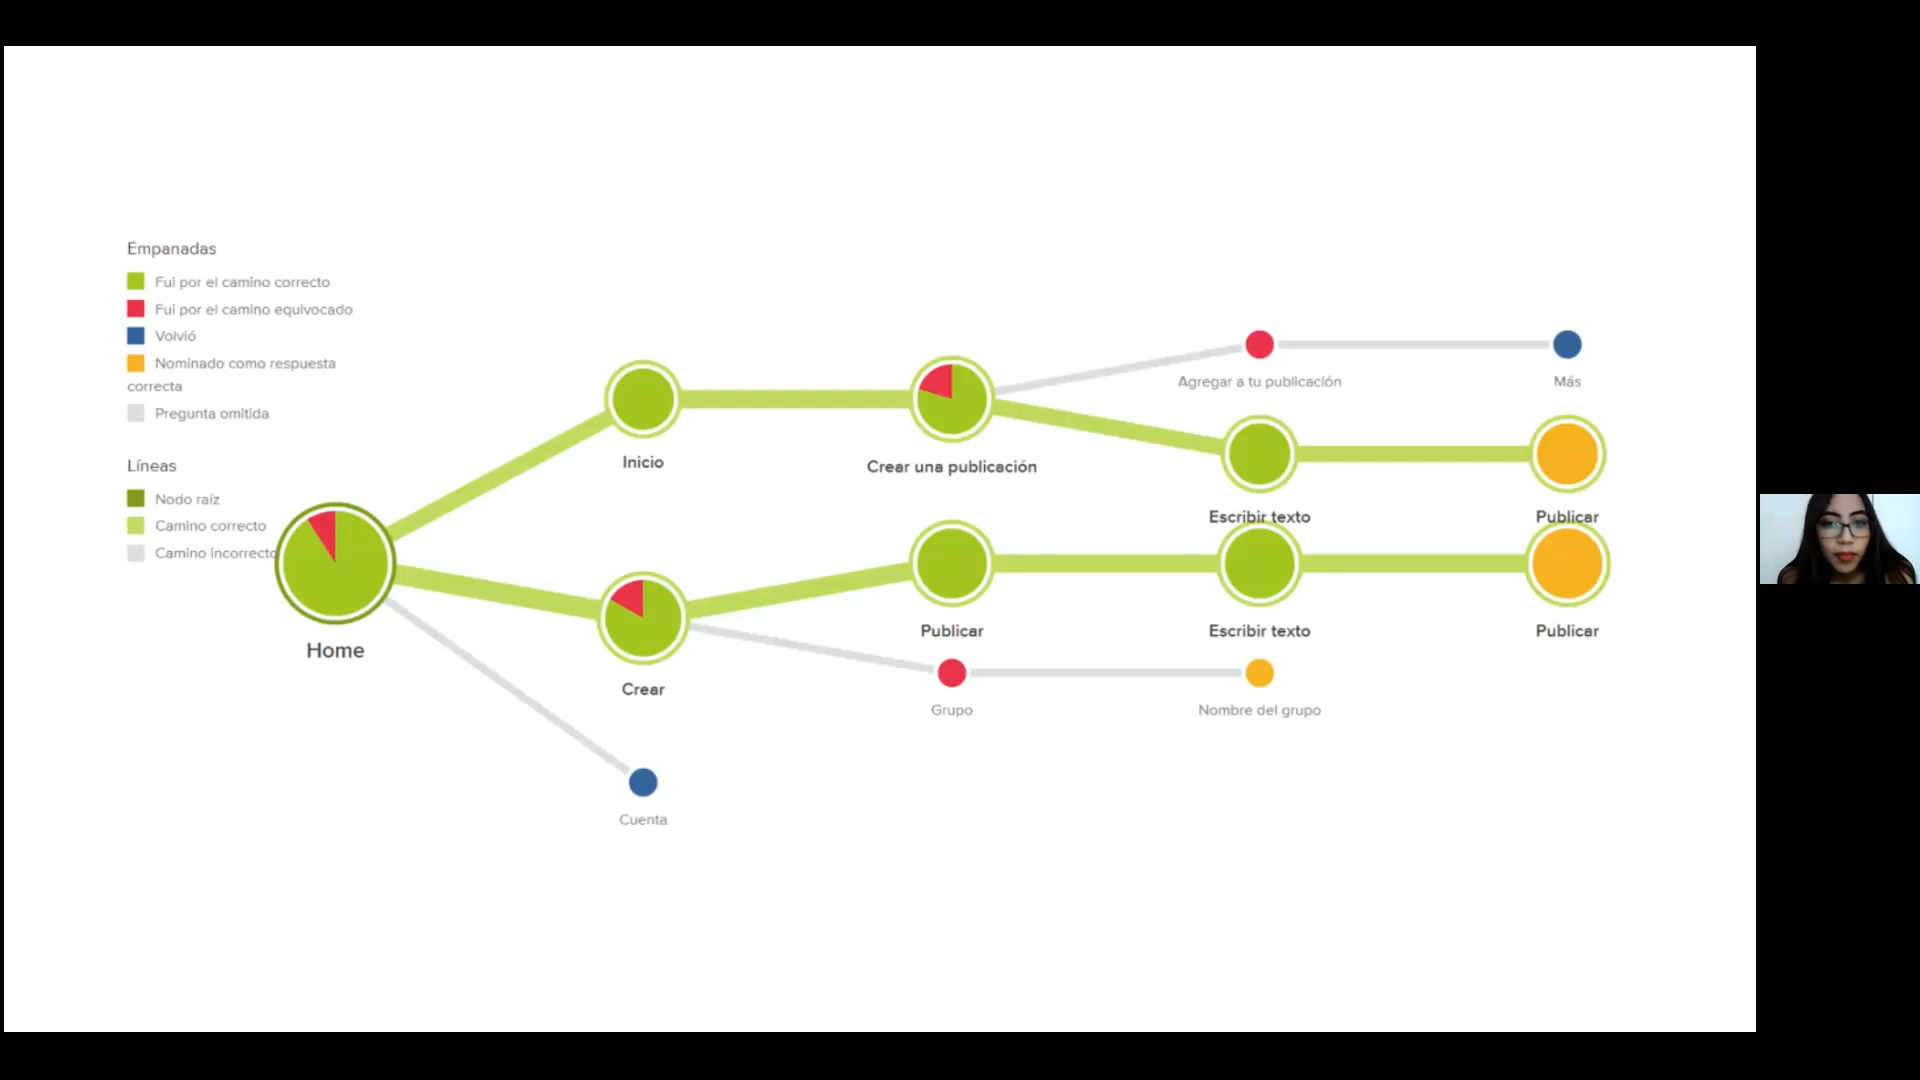 Empanadas
Fui por el camino correcto
Fui por el camino equivocado
Volvió
Nominado como respuesta
correcta
Pregunta omitida
Líneas
Nodo raíz
Camino correcto
Camino incorrecto
Home
Inicio
Crear una publicación
Agregar a tu publicación
Más
Escribir texto
Publicar
Crear
Publicar
Escribir texto
Publicar
Grupo
Nombre del grupo
Cuenta